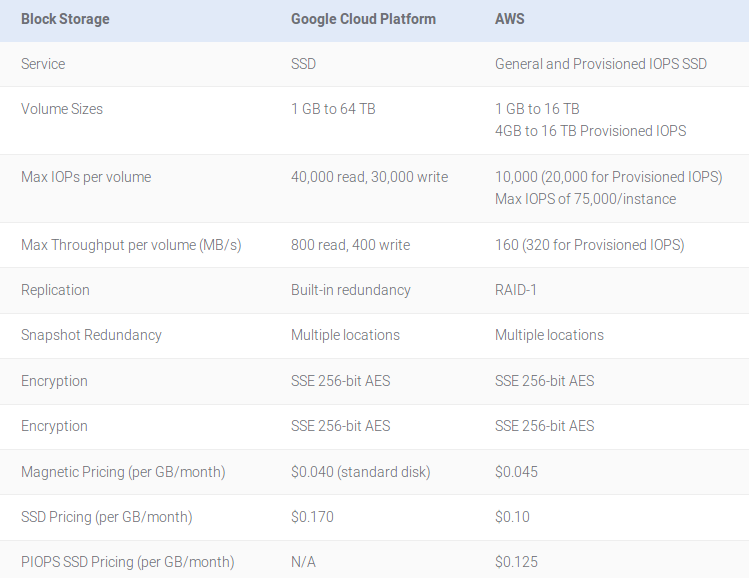 Block Storage Google Cloud Platform AWS
Service SSD General and Provisioned IOPS SSD
Volume Sizes 1 GB to 64 TB 1 GB to 16 TB
4GB to 16 TB Provisioned IOPS
Max IOPs per volume 40,000 read, 30,000 write 10,000 (20,000 for Provisioned IOPS)
Max IOPS of 75,000/instance
Max Throughput per volume (MB/s) 800 read, 400 write 160 (320 for Provisioned IOPS)
Replication Built-in redundancy RAID-1
Snapshot Redundancy Multiple locations Multiple locations
Encryption SSE 256-bit AES SSE 256-bit AES
Encryption SSE 256-bit AES SSE 256-bit AES
Magnetic Pricing (per GB/month) $0.040 (standard disk) $0.045
SSD Pricing (per GB/month) $0.170 $0.10
PIOPS SSD Pricing (per GB/month) N/A $0.125